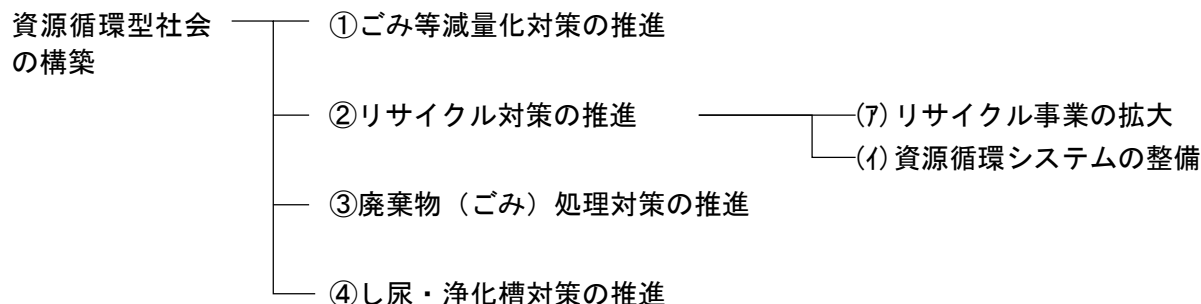 資源循環型社会
の構築
①ごみ等減量化対策の推進
②リサイクル対策の推進
(ｱ)リサイクル事業の拡大
(ｲ)資源循環システムの整備
③廃棄物（ごみ）処理対策の推進
④し尿・浄化槽対策の推進